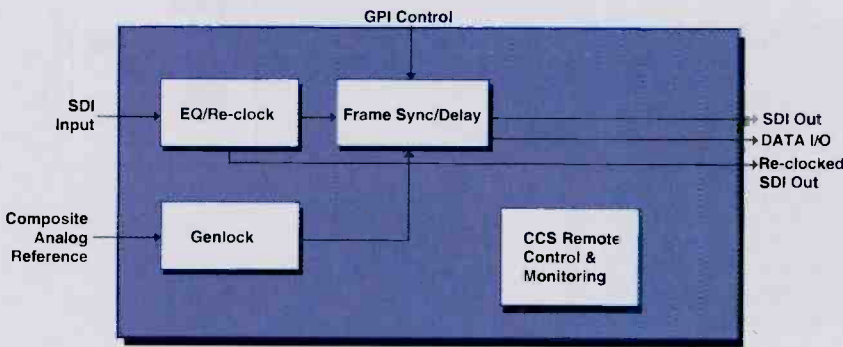 GPI Control
SDI
Input
EQ/Re-clock
Frame Sync/Delay
SDI Out
DATA I/O
Re-clocked
SDI Out
Composite
Analog
Reference
Genlock
CCS Remote
Control &
Monitoring